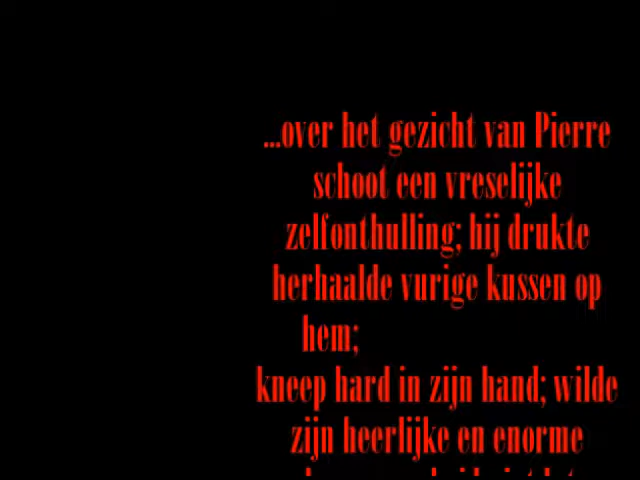 ...over het gezicht van Pierre
schoot een vreselijke
zelfonthulling; hij drukte
herhaalde vurige kussen op
hem;
kneep hard in zijn hand; wilde
zijn heerlijke en enorme